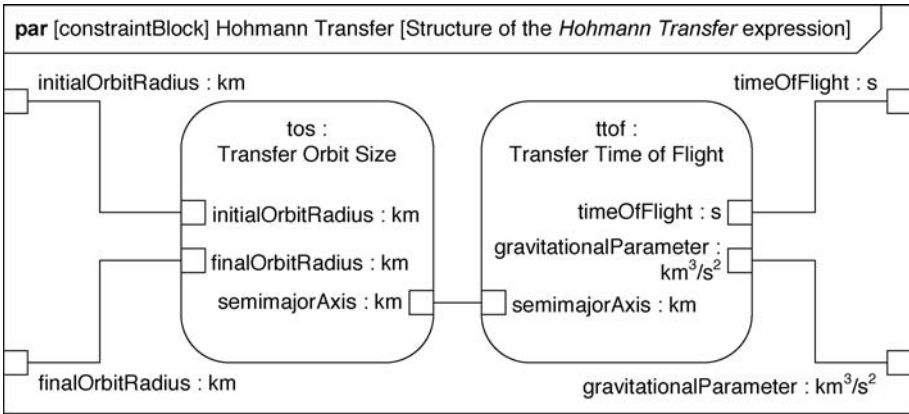 par [constraintBlock] Hohmann Transfer [Structure of the Hohmann Transfer expression]
initialOrbitRadius : km
timeOfFlight : s
tos :
Transfer Orbit Size
ttof :
Transfer Time of Flight
initialOrbitRadius : km
finalOrbitRadius : km
semimajorAxis : km
timeOfFlight : s
gravitationalParameter :
km³/s²
semimajorAxis : km
finalOrbitRadius : km
gravitationalParameter : km³/s²